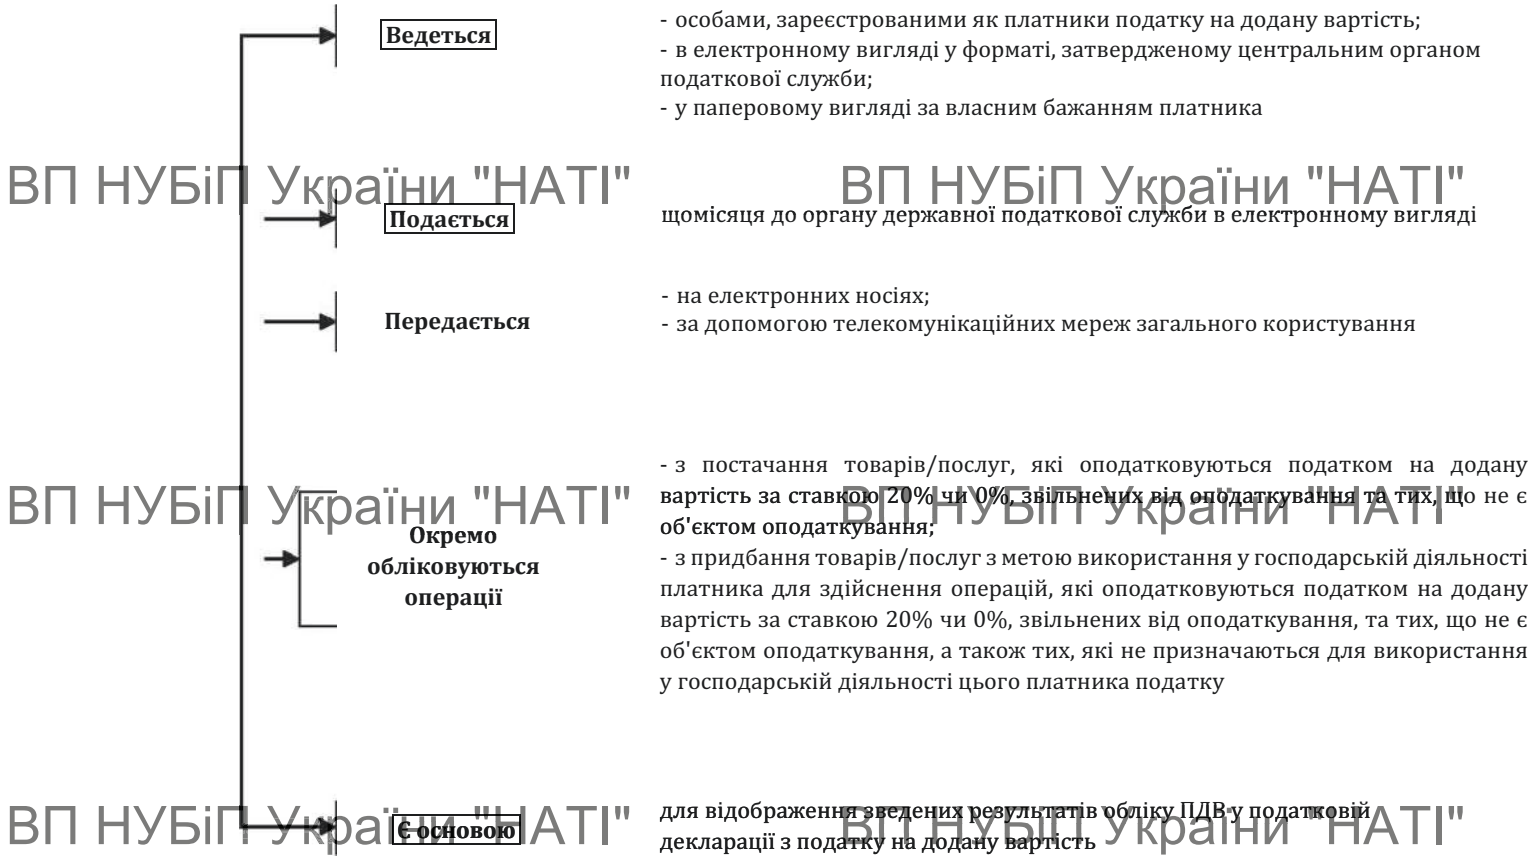 Ведеться
- особами, зареєстрованими як платники податку на додану вартість;
- в електронному вигляді у форматі, затвердженому центральним органом
податкової служби;
- у паперовому вигляді за власним бажанням платника
ВП НУБіП України "НАТІ" ВП НУБіП України "НАТІ"
Подається
щомісяця до органу державної податкової служби в електронному вигляді
Передається
- на електронних носіях;
- за допомогою телекомунікаційних мереж загального користування
ВП НУБіП України "НАТІ" ВП НУБіП України "НАТІ"
Окремо
обліковуються
операції
- з постачання товарів/послуг, які оподатковуються податком на додану
вартість за ставкою 20% чи 0%, звільнених від оподаткування та тих, що не є
об'єктом оподаткування;
- з придбання товарів/послуг з метою використання у господарській діяльності
платника для здійснення операцій, які оподатковуються податком на додану
вартість за ставкою 20% чи 0%, звільнених від оподаткування, та тих, що не є
об'єктом оподаткування, а також тих, які не призначаються для використання
у господарській діяльності цього платника податку
ВП НУБіП України "НАТІ" ВП НУБіП України "НАТІ"
Є основою
для відображення зведених результатів обліку ПДВ у податковій
декларації з податку на додану вартість